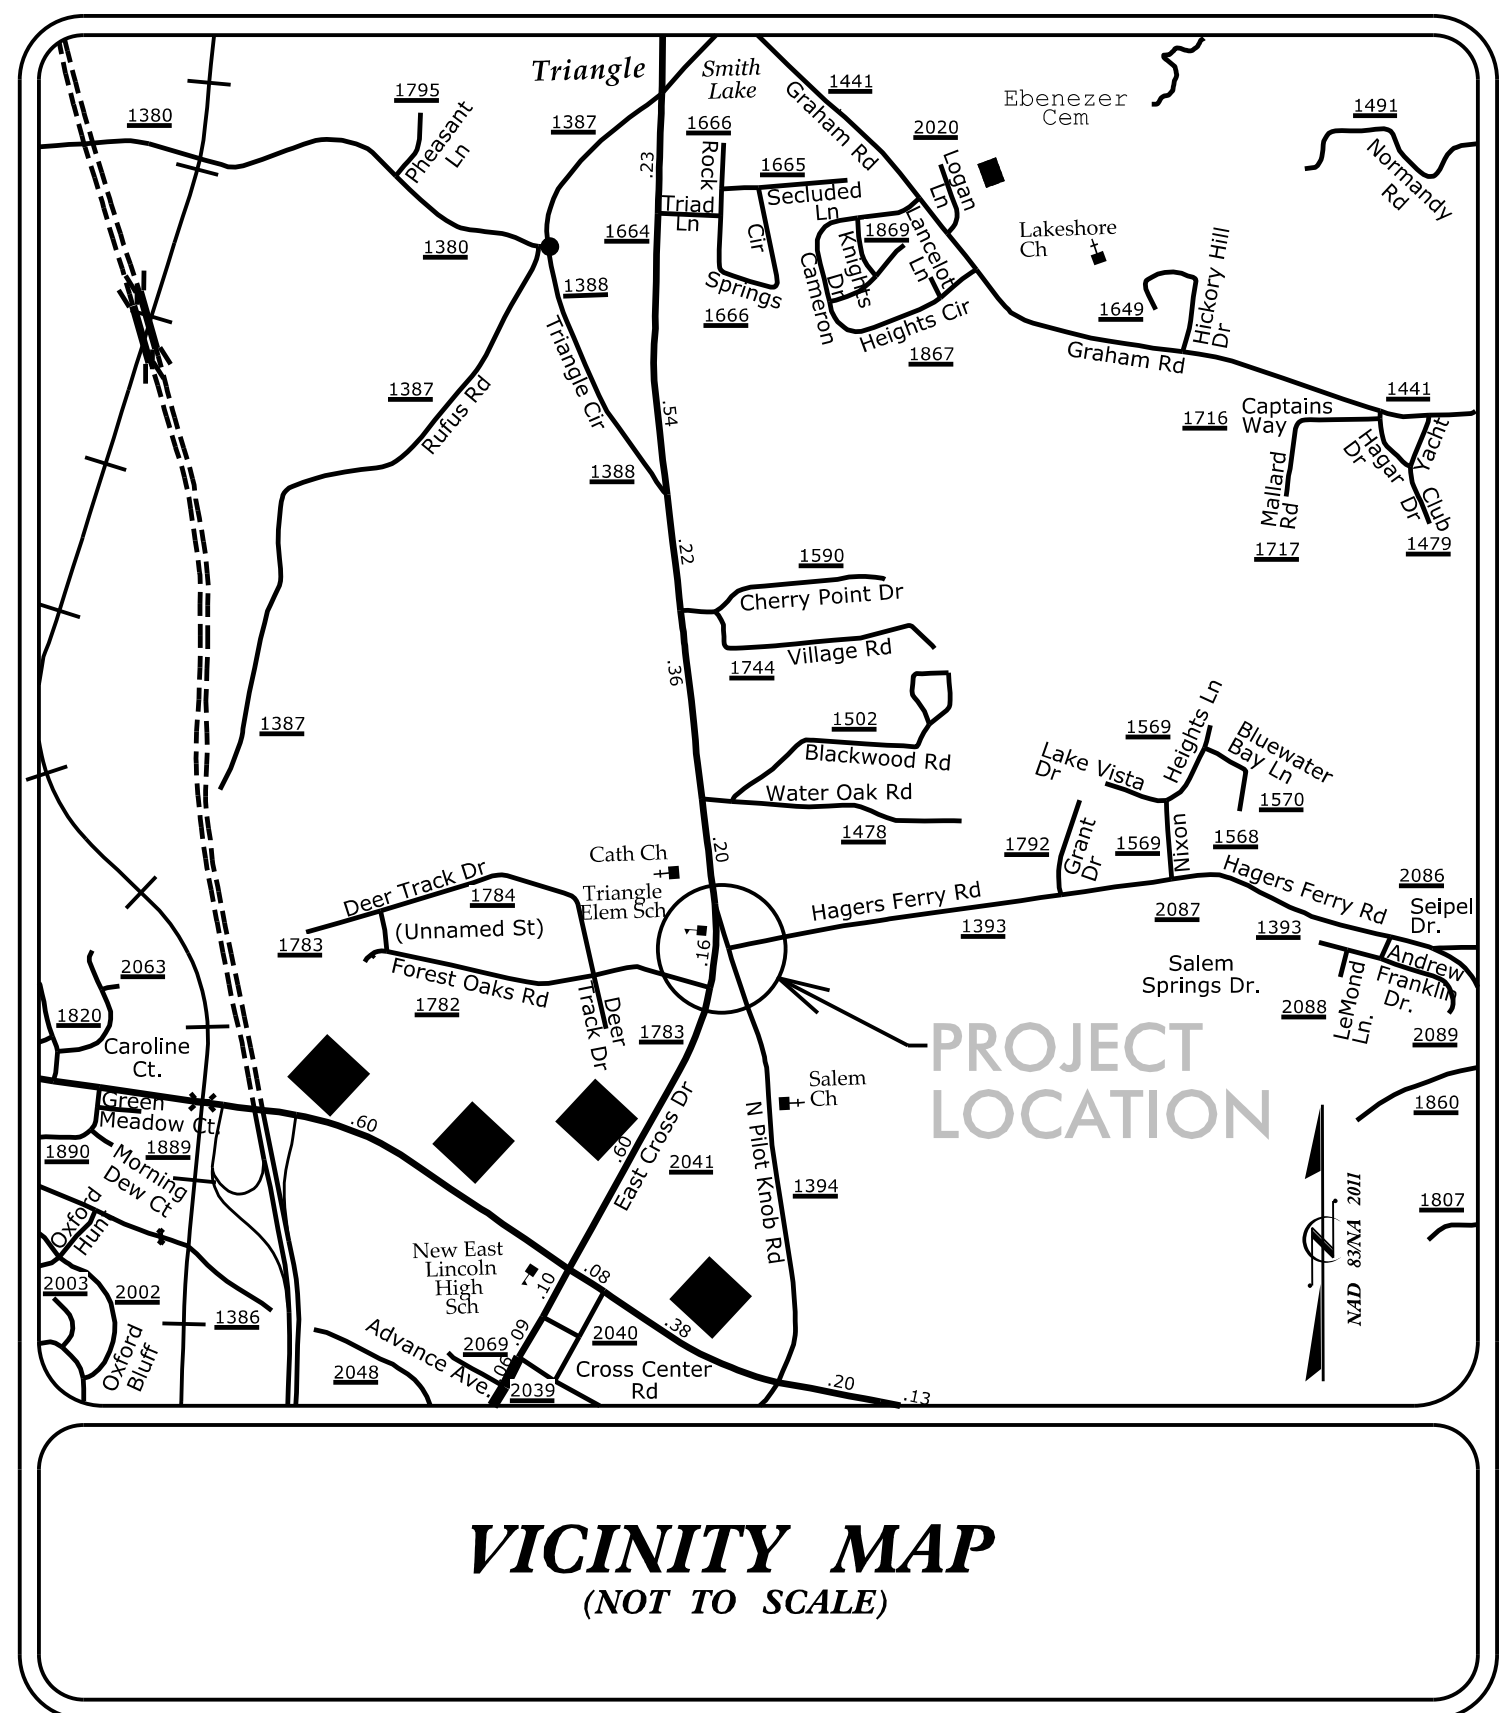 Triangle
Smith
Lake
1441
Graham Rd
Ebenezer
Cem
1491
Normandy
Rd
1795
Pheasant
Ln
1380
1387
1666
.23
Rock
2020
Logan
Ln
1665
Secluded
Ln
Triad
Ln
1664
Cir
Springs
1666
1869
Lancelot
Ln
Knights
Dr
Cameron
Heights Cir
1867
Lakeshore
Ch
Hickory Hill
Dr
1649
Graham Rd
1380
1388
Triangle Cir
1387
Rufus Rd
1388
.54
1441
1716
Captains
Way
Hagar
Dr
Yacht
Club
Dr
Mallard
Rd
1717
1479
.22
1590
Cherry Point Dr
Village Rd
1744
.36
1387
1502
Blackwood Rd
Water Oak Rd
1478
1569
Heights Ln
Bluewater
Bay Ln
Lake Vista
Dr
1570
1792
Grant
Dr
1569
Nixon
1568
.20
Cath Ch
Triangle
Elem Sch
Deer Track Dr
1784
(Unnamed St)
1783
Forest Oaks Rd
1782
Deer
Track Dr
1783
.16
Hagers Ferry Rd
1393
2087
Hagers Ferry Rd
1393
2086
Seipel
Dr.
Andrew
Franklin
Dr.
Salem
Springs Dr.
2088
LeMond
Ln.
2089
2063
1820
Caroline
Ct.
PROJECT
LOCATION
Salem
Ch
Green
Meadow Ct.
1890
1889
Morning
Dew Ct
.60
.60
East Cross Dr
2041
N Pilot Knob Rd
1394
1860
1807
NAD 83/NA 2011
Oxford
Hunt
2003
2002
Oxford
Bluff
1386
New East
Lincoln
High
Sch
.10
.08
.09
.06
2069
2040
.38
Advance Ave.
2048
2039
Cross Center
Rd
.20
.13
VICINITY MAP
(NOT TO SCALE)